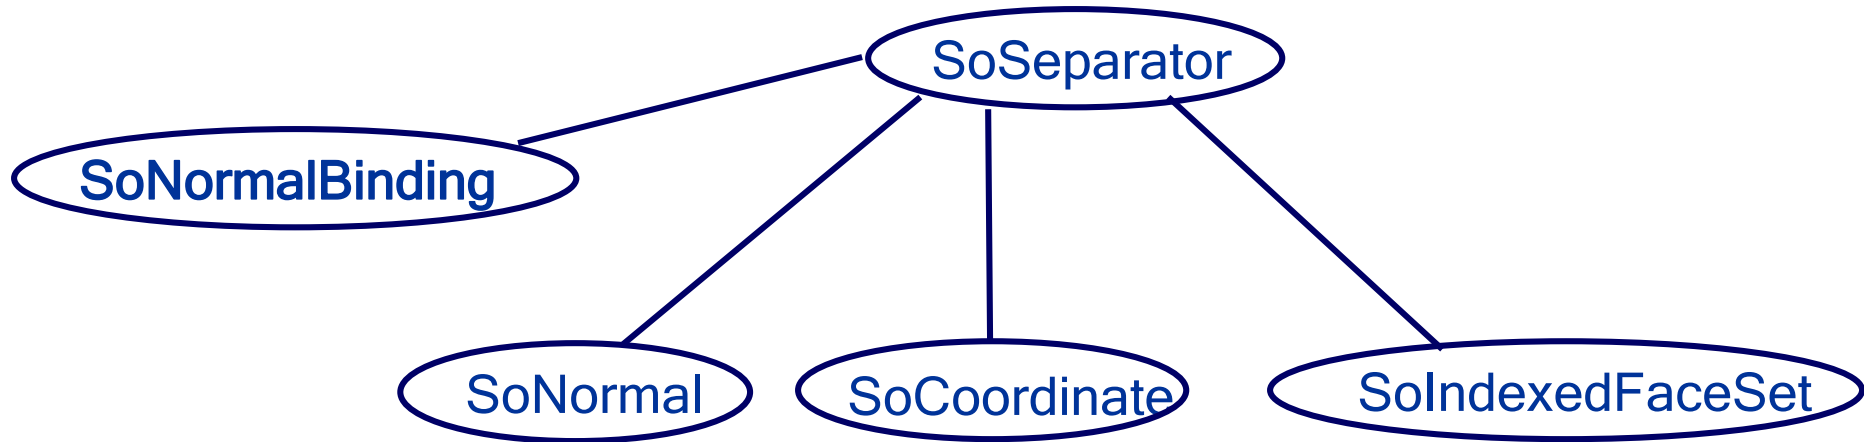 SoSeparator
SoNormalBinding
SoNormal
SoCoordinate
SoIndexedFaceSet